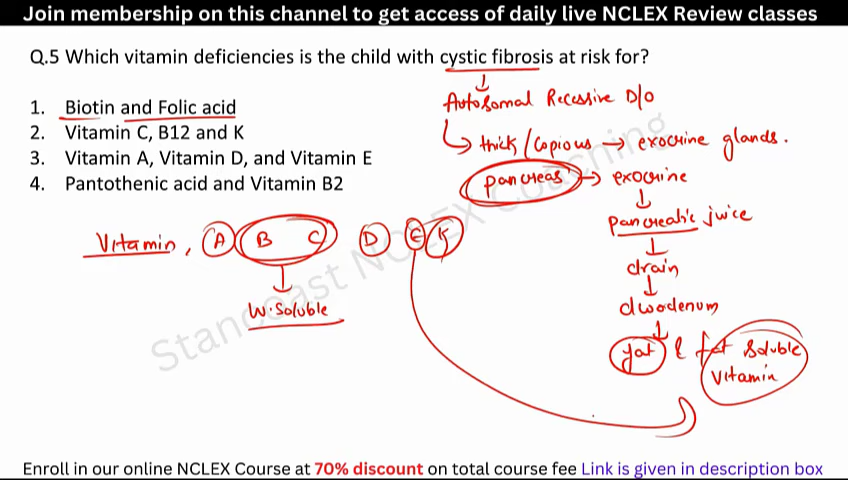 Join membership on this channel to get access of daily live NCLEX Review classes
Q.5 Which vitamin deficiencies is the child with cystic fibrosis at risk for?
1. Biotin and Folic acid
2. Vitamin C, B12 and K
3. Vitamin A, Vitamin D, and Vitamin E
4. Pantothenic acid and Vitamin B2
Autosomal Recessive D/o
thick/Copious → exocrine glands.
Pancreas → exocrine
Pancreatic juice
drain
duodenum
fat & fat soluble
vitamin
Vitamin, A B C D E K
W. Soluble
Stancoast NCLEX Coaching
Enroll in our online NCLEX Course at 70% discount on total course fee Link is given in description box